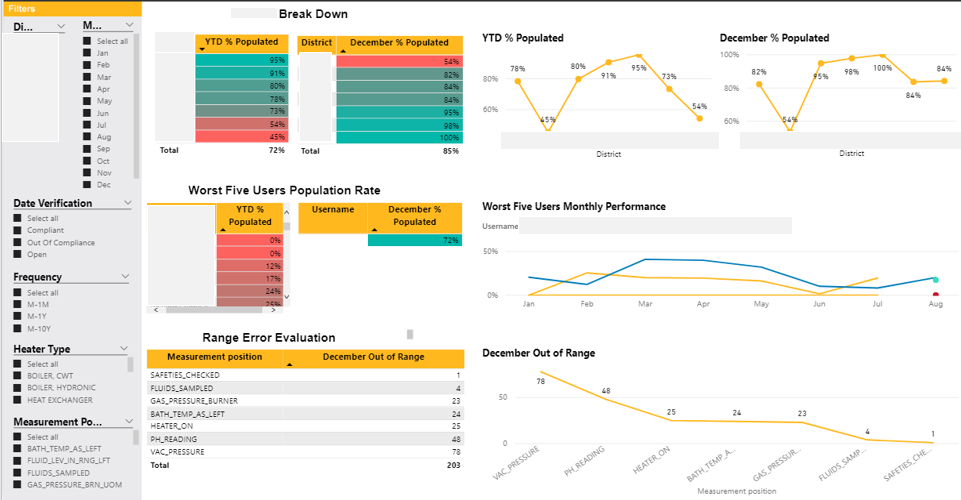 Filters
Di...
M...
Select all
Jan
Feb
Mar
Apr
May
Jun
Jul
Aug
Sep
Oct
Nov
Dec
Date Verification
Select all
Compliant
Out Of Compliance
Open
Frequency
Select all
M-1M
M-1Y
M-10Y
Heater Type
Select all
BOILER, CWT
BOILER, HYDRONIC
HEAT EXCHANGER
Measurement Po...
Select all
BATH_TEMP_AS_LEFT
FLUID_LEV_IN_RNG_LFT
FLUIDS_SAMPLED
GAS_PRESSURE_BRN_UOM
Break Down
YTD % Populated
95%
91%
80%
78%
73%
54%
45%
Total 72%
District December % Populated
54%
82%
84%
84%
95%
98%
100%
Total 85%
YTD % Populated
80%
60%
78%
45%
80%
91%
95%
73%
54%
District
December % Populated
100%
80%
60%
82%
54%
95%
98%
100%
84%
84%
District
Worst Five Users Population Rate
YTD %
Populated
0%
0%
12%
17%
24%
25%
Username December %
Populated
72%
Worst Five Users Monthly Performance
Username
50%
0%
Jan Feb Mar Apr May Jun Jul Aug
Range Error Evaluation
Measurement position December Out of Range
SAFETIES_CHECKED 1
FLUIDS_SAMPLED 4
GAS_PRESSURE_BURNER 23
BATH_TEMP_AS_LEFT 24
HEATER_ON 25
PH_READING 48
VAC_PRESSURE 78
Total 203
December Out of Range
50
0
78
48
25
24
23
4
1
VAC_PRESSURE
PH_READING
HEATER_ON
BATH_TEMP_A...
GAS_PRESSUR...
FLUIDS_SAMP...
SAFETIES_CHE...
Measurement position